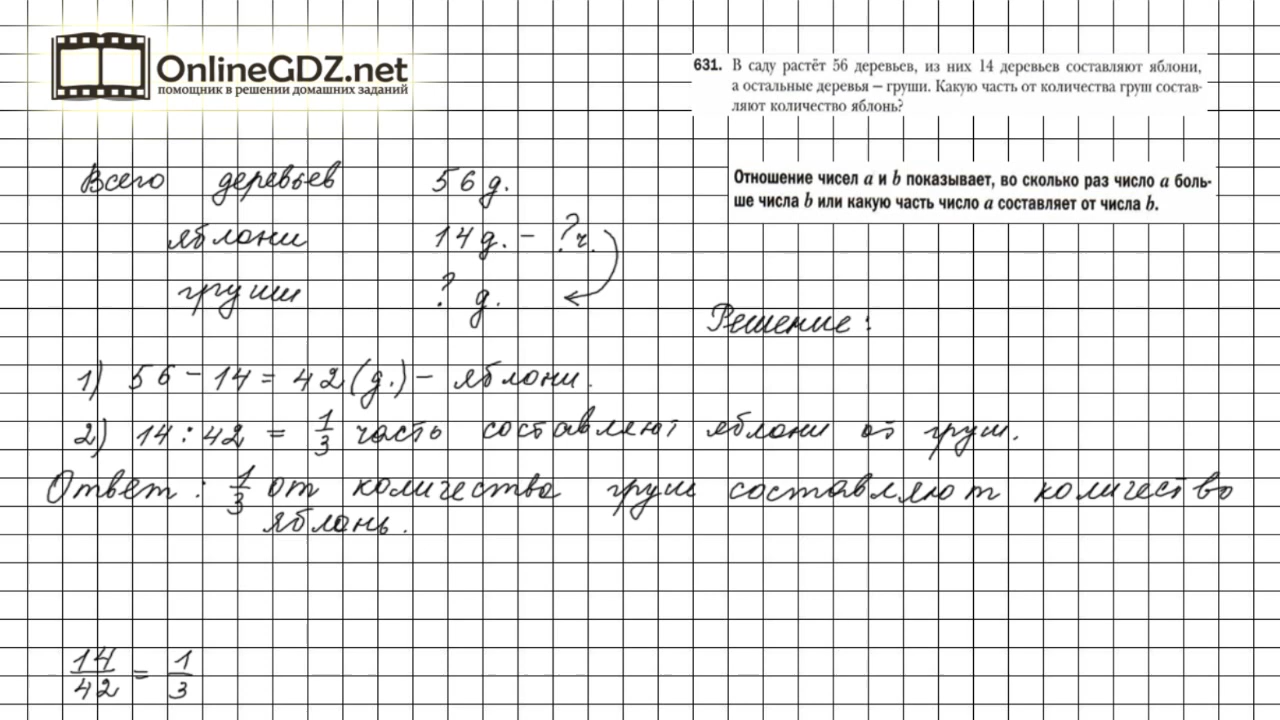 OnlineGDZ.net
помощник в решении домашних заданий
631. В саду растёт 56 деревьев, из них 14 деревьев составляют яблони,
а остальные деревья – груши. Какую часть от количества груш состав-
ляют количество яблонь?
Отношение чисел a и b показывает, во сколько раз число a боль-
ше числа b или какую часть число a составляет от числа b.
Всего деревьев 56 д.
яблони 14 д. – ? ч.
груши ? д.
Решение:
1) 56 – 14 = 42 (д.) – яблони.
2) 14 : 42 = 1/3 часть составляют яблони от груш.
Ответ: 1/3 от количества груш составляют количество
яблонь.
14/42 = 1/3